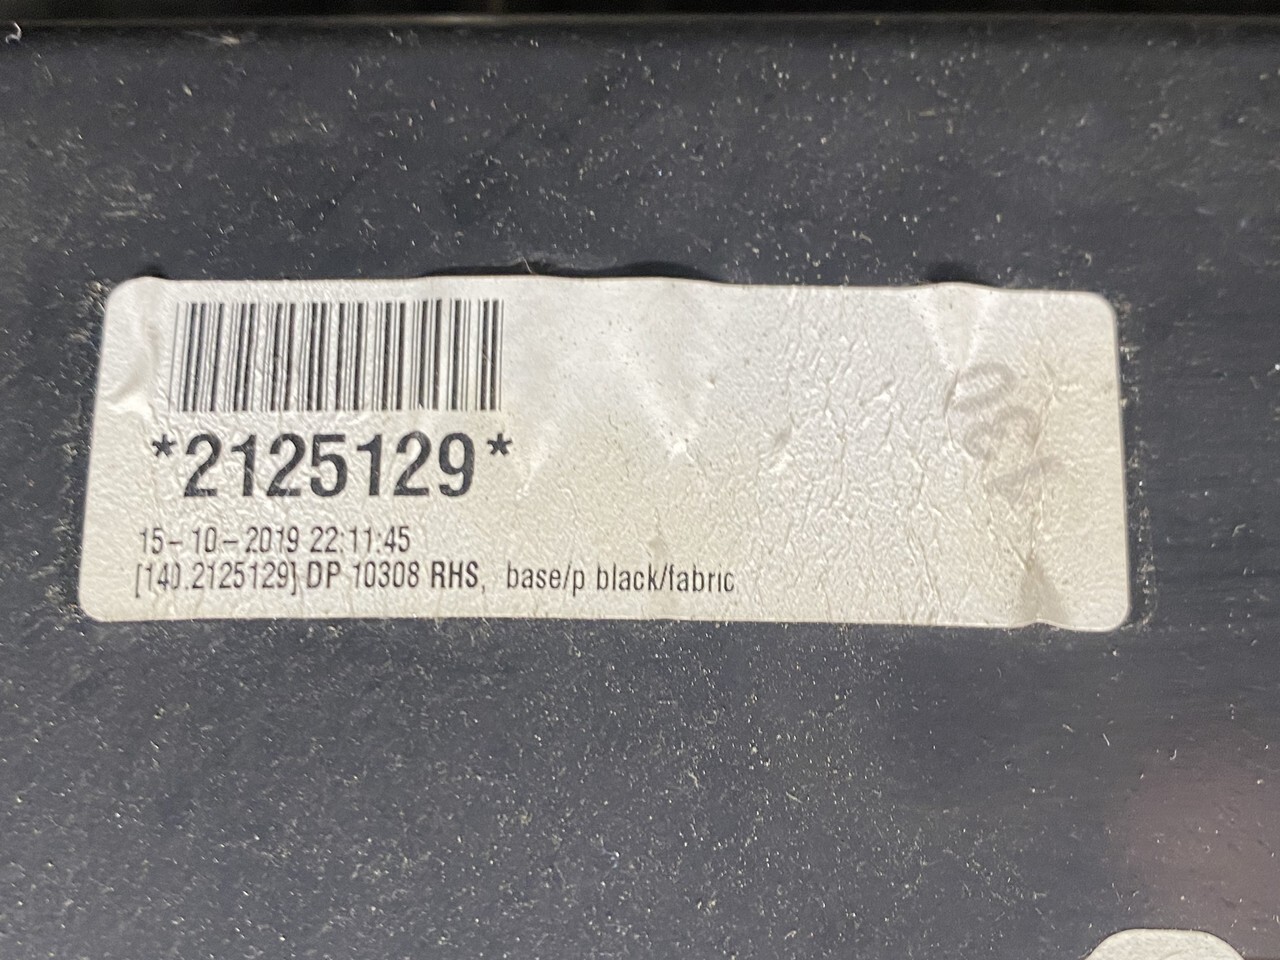 *2125129*
15-10-2019 22:11:45
[140.2125129] DP 10308 RHS, base/p black/fabric